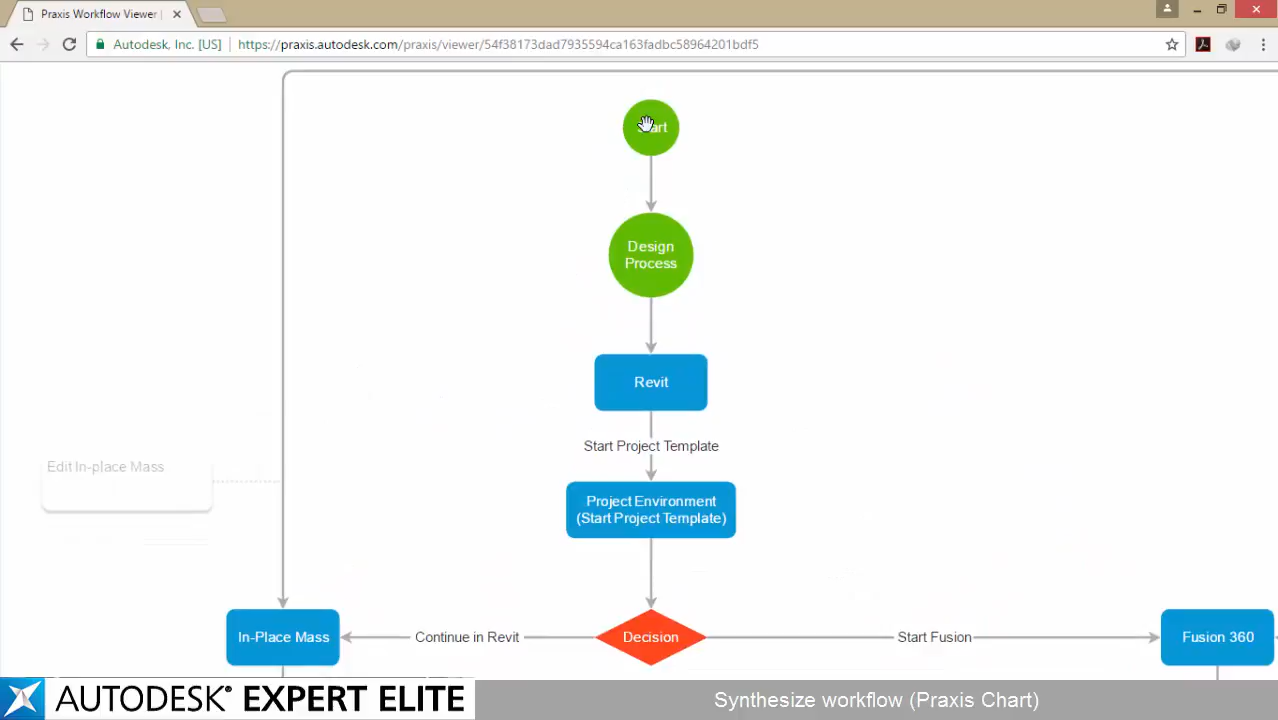 Praxis Workflow Viewer |
Autodesk, Inc. [US] https://praxis.autodesk.com/praxis/viewer/54f38173dad7935594ca163fadbc58964201bdf5
Start
Design
Process
Revit
Start Project Template
Edit In-place Mass
Project Environment
(Start Project Template)
In-Place Mass
Continue in Revit
Decision
Start Fusion
Fusion 360
AUTODESK® EXPERT ELITE
Synthesize workflow (Praxis Chart)